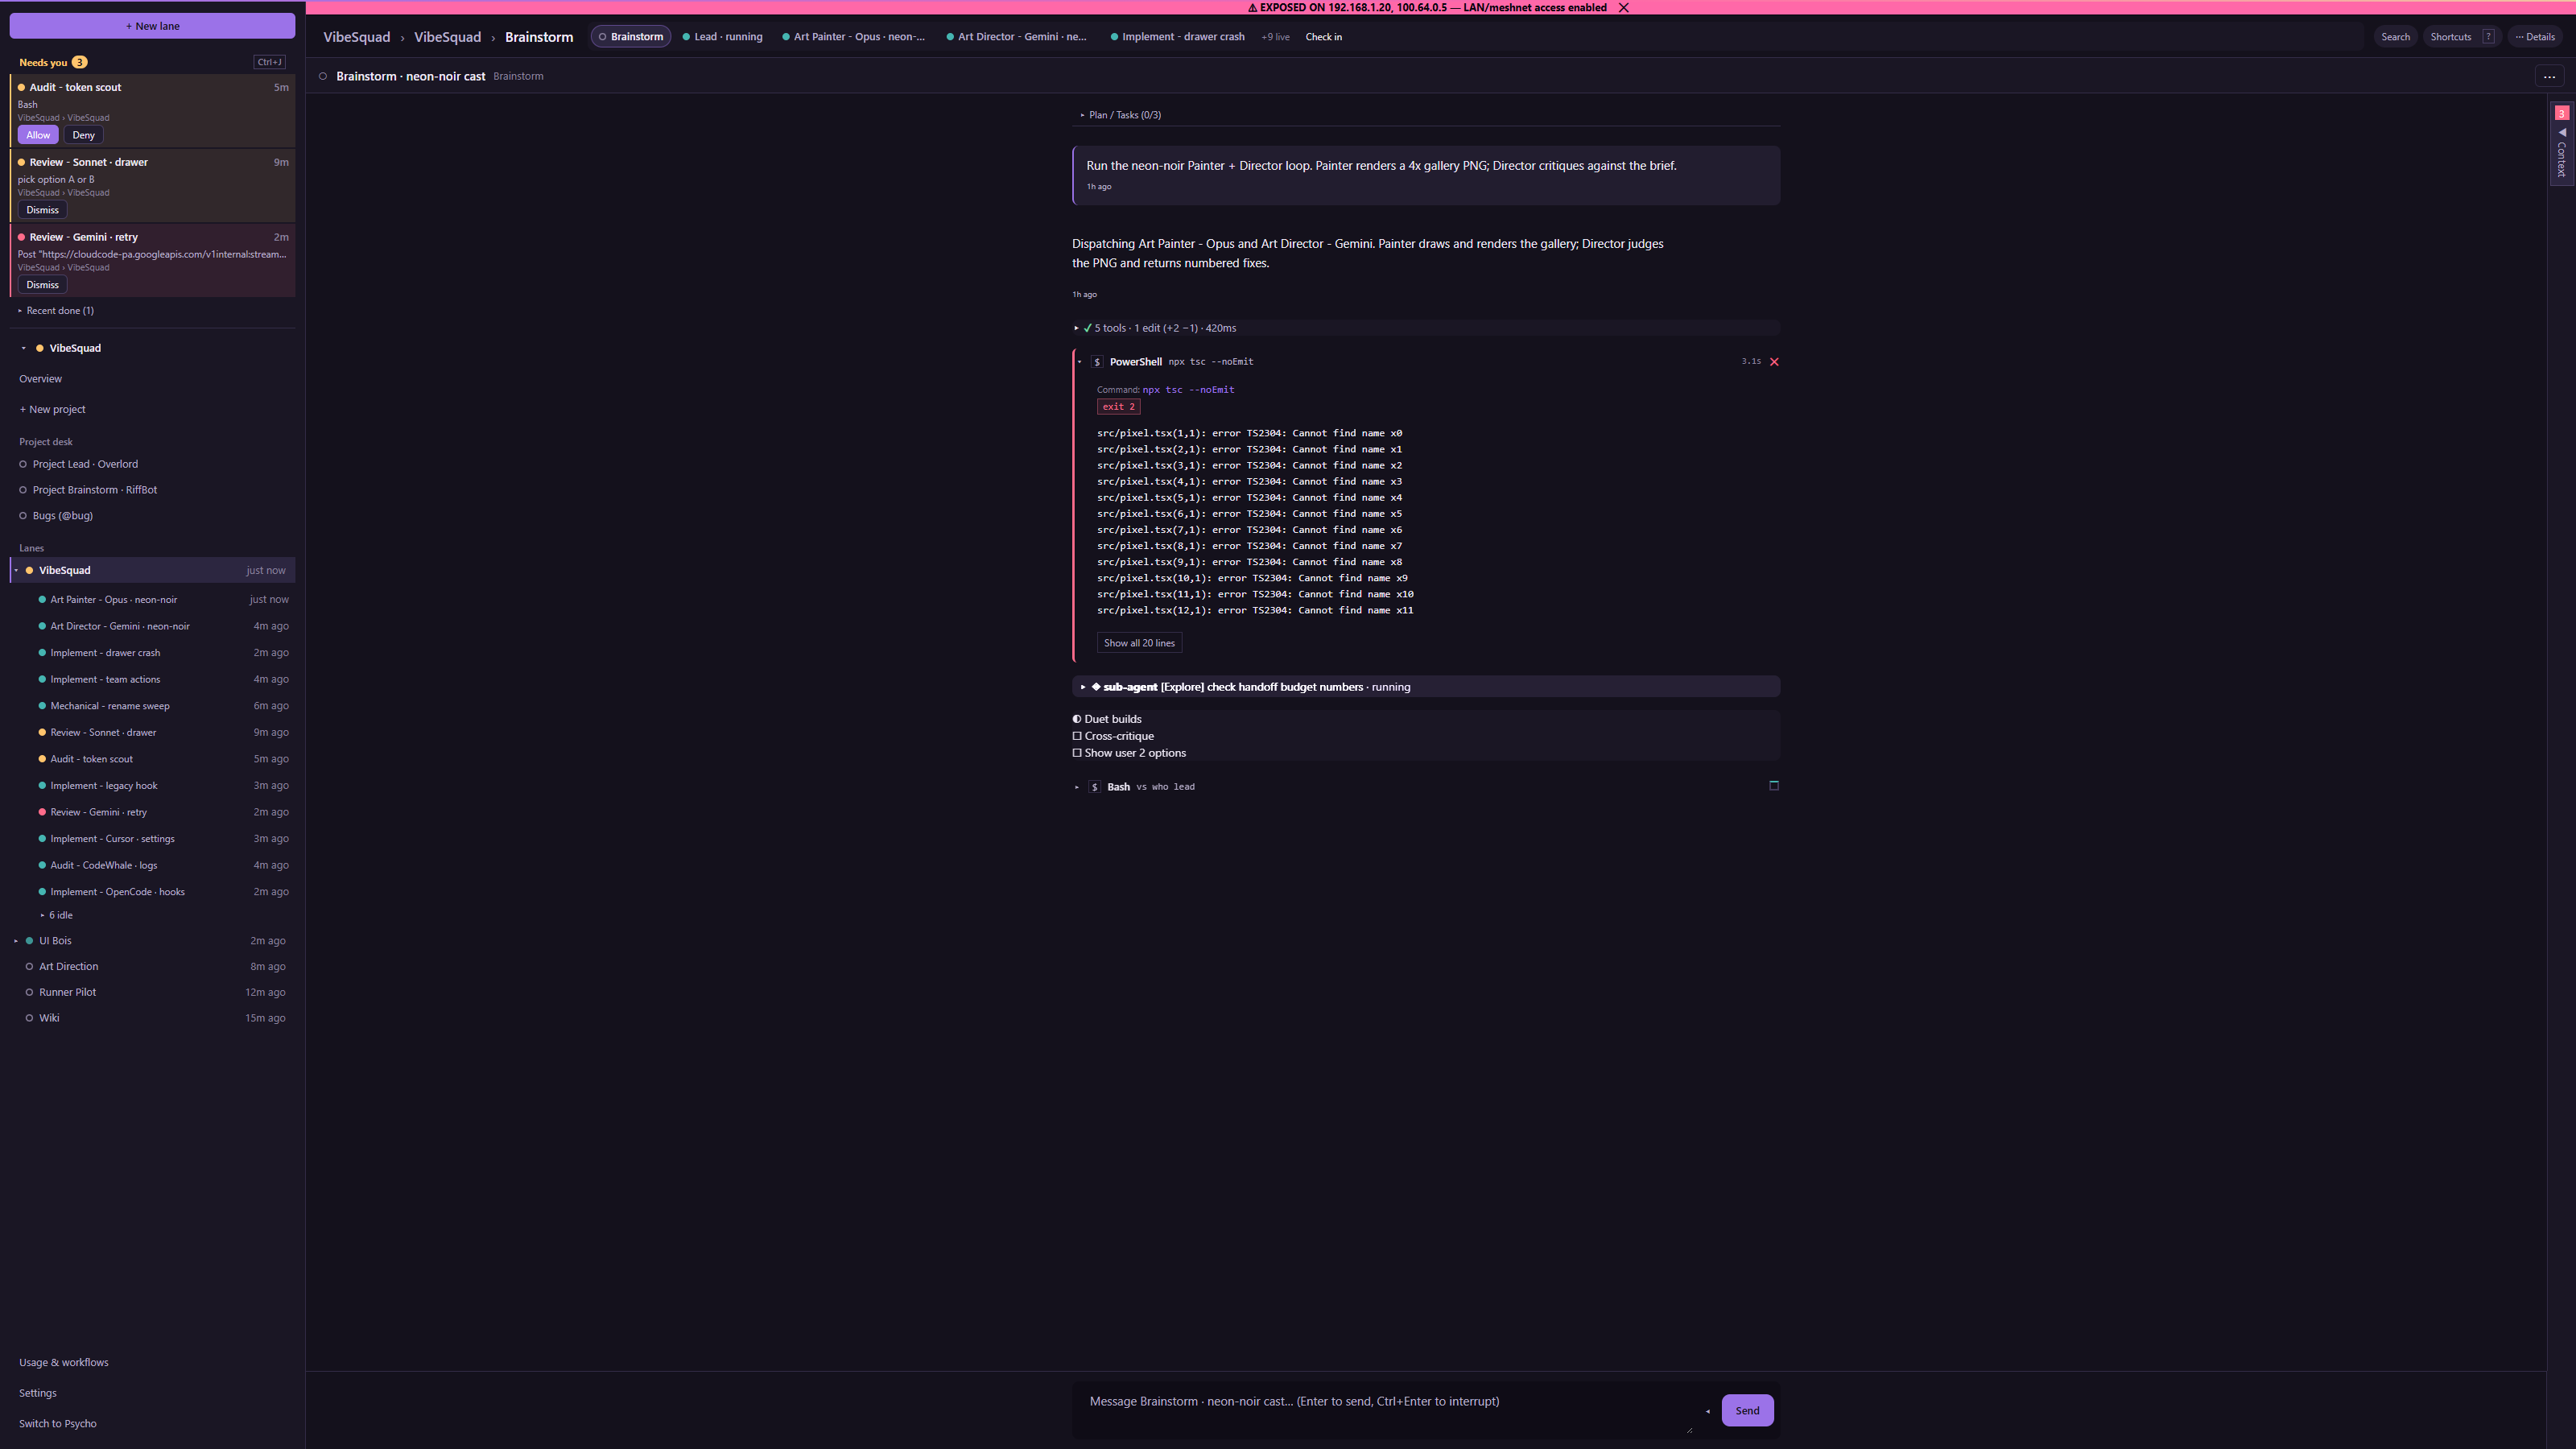 ⚠ EXPOSED ON 192.168.1.20, 100.64.0.5 — LAN/meshnet access enabled ✕
+ New lane
Needs you 3 Ctrl+J
Audit - token scout 5m
Bash
VibeSquad › VibeSquad
Allow Deny
Review - Sonnet · drawer 9m
pick option A or B
VibeSquad › VibeSquad
Dismiss
Review - Gemini · retry 2m
Post "https://cloudcode-pa.googleapis.com/v1internal:stream...
VibeSquad › VibeSquad
Dismiss
▸ Recent done (1)
VibeSquad
Overview
+ New project
Project desk
Project Lead · Overlord
Project Brainstorm · RiffBot
Bugs (@bug)
Lanes
VibeSquad just now
Art Painter - Opus · neon-noir just now
Art Director - Gemini · neon-noir 4m ago
Implement - drawer crash 2m ago
Implement - team actions 4m ago
Mechanical - rename sweep 6m ago
Review - Sonnet · drawer 9m ago
Audit - token scout 5m ago
Implement - legacy hook 3m ago
Review - Gemini · retry 2m ago
Implement - Cursor · settings 3m ago
Audit - CodeWhale · logs 4m ago
Implement - OpenCode · hooks 2m ago
▸ 6 idle
UI Bois 2m ago
Art Direction 8m ago
Runner Pilot 12m ago
Wiki 15m ago
Usage & workflows
Settings
Switch to Psycho
VibeSquad › VibeSquad › Brainstorm
Brainstorm Lead · running Art Painter - Opus · neon-... Art Director - Gemini · ne... Implement - drawer crash +9 live Check in
Search Shortcuts ? ··· Details
Brainstorm · neon-noir cast Brainstorm ...
3 ◀ Context
▸ Plan / Tasks (0/3)
Run the neon-noir Painter + Director loop. Painter renders a 4x gallery PNG; Director critiques against the brief.
1h ago
Dispatching Art Painter - Opus and Art Director - Gemini. Painter draws and renders the gallery; Director judges
the PNG and returns numbered fixes.
1h ago
▸ ✓ 5 tools · 1 edit (+2 −1) · 420ms
$ PowerShell npx tsc --noEmit 3.1s ✕
Command: npx tsc --noEmit
exit 2
src/pixel.tsx(1,1): error TS2304: Cannot find name x0
src/pixel.tsx(2,1): error TS2304: Cannot find name x1
src/pixel.tsx(3,1): error TS2304: Cannot find name x2
src/pixel.tsx(4,1): error TS2304: Cannot find name x3
src/pixel.tsx(5,1): error TS2304: Cannot find name x4
src/pixel.tsx(6,1): error TS2304: Cannot find name x5
src/pixel.tsx(7,1): error TS2304: Cannot find name x6
src/pixel.tsx(8,1): error TS2304: Cannot find name x7
src/pixel.tsx(9,1): error TS2304: Cannot find name x8
src/pixel.tsx(10,1): error TS2304: Cannot find name x9
src/pixel.tsx(11,1): error TS2304: Cannot find name x10
src/pixel.tsx(12,1): error TS2304: Cannot find name x11
Show all 20 lines
▸ ◆ sub-agent [Explore] check handoff budget numbers · running
◐ Duet builds
☐ Cross-critique
☐ Show user 2 options
▸ $ Bash vs who lead
Message Brainstorm · neon-noir cast... (Enter to send, Ctrl+Enter to interrupt)
Send